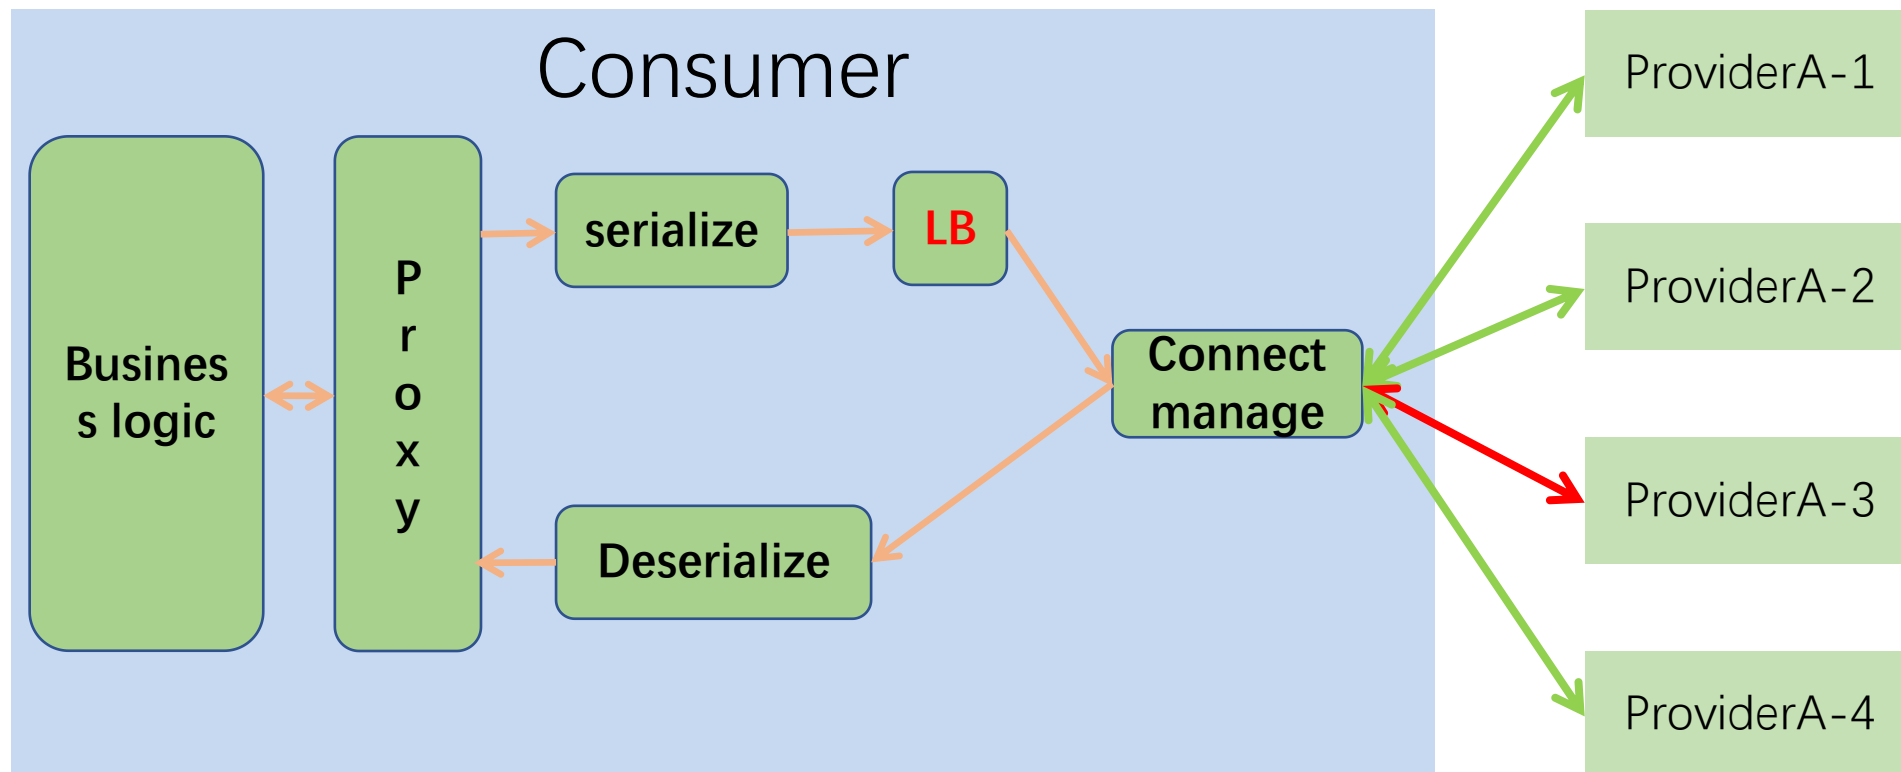 Consumer
Busines
s logic
P
r
o
x
y
serialize
LB
Connect
manage
Deserialize
ProviderA-1
ProviderA-2
ProviderA-3
ProviderA-4